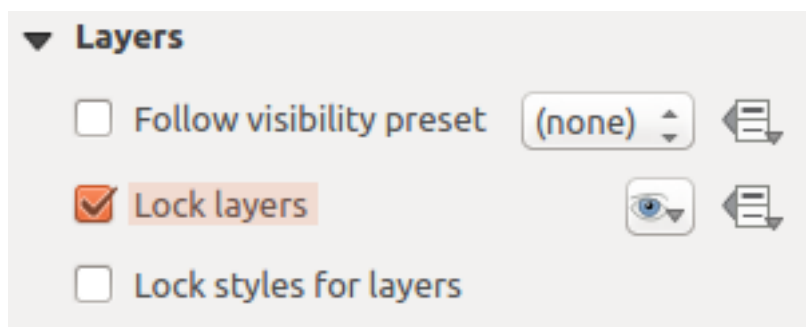 Layers
Follow visibility preset (none)
Lock layers
Lock styles for layers